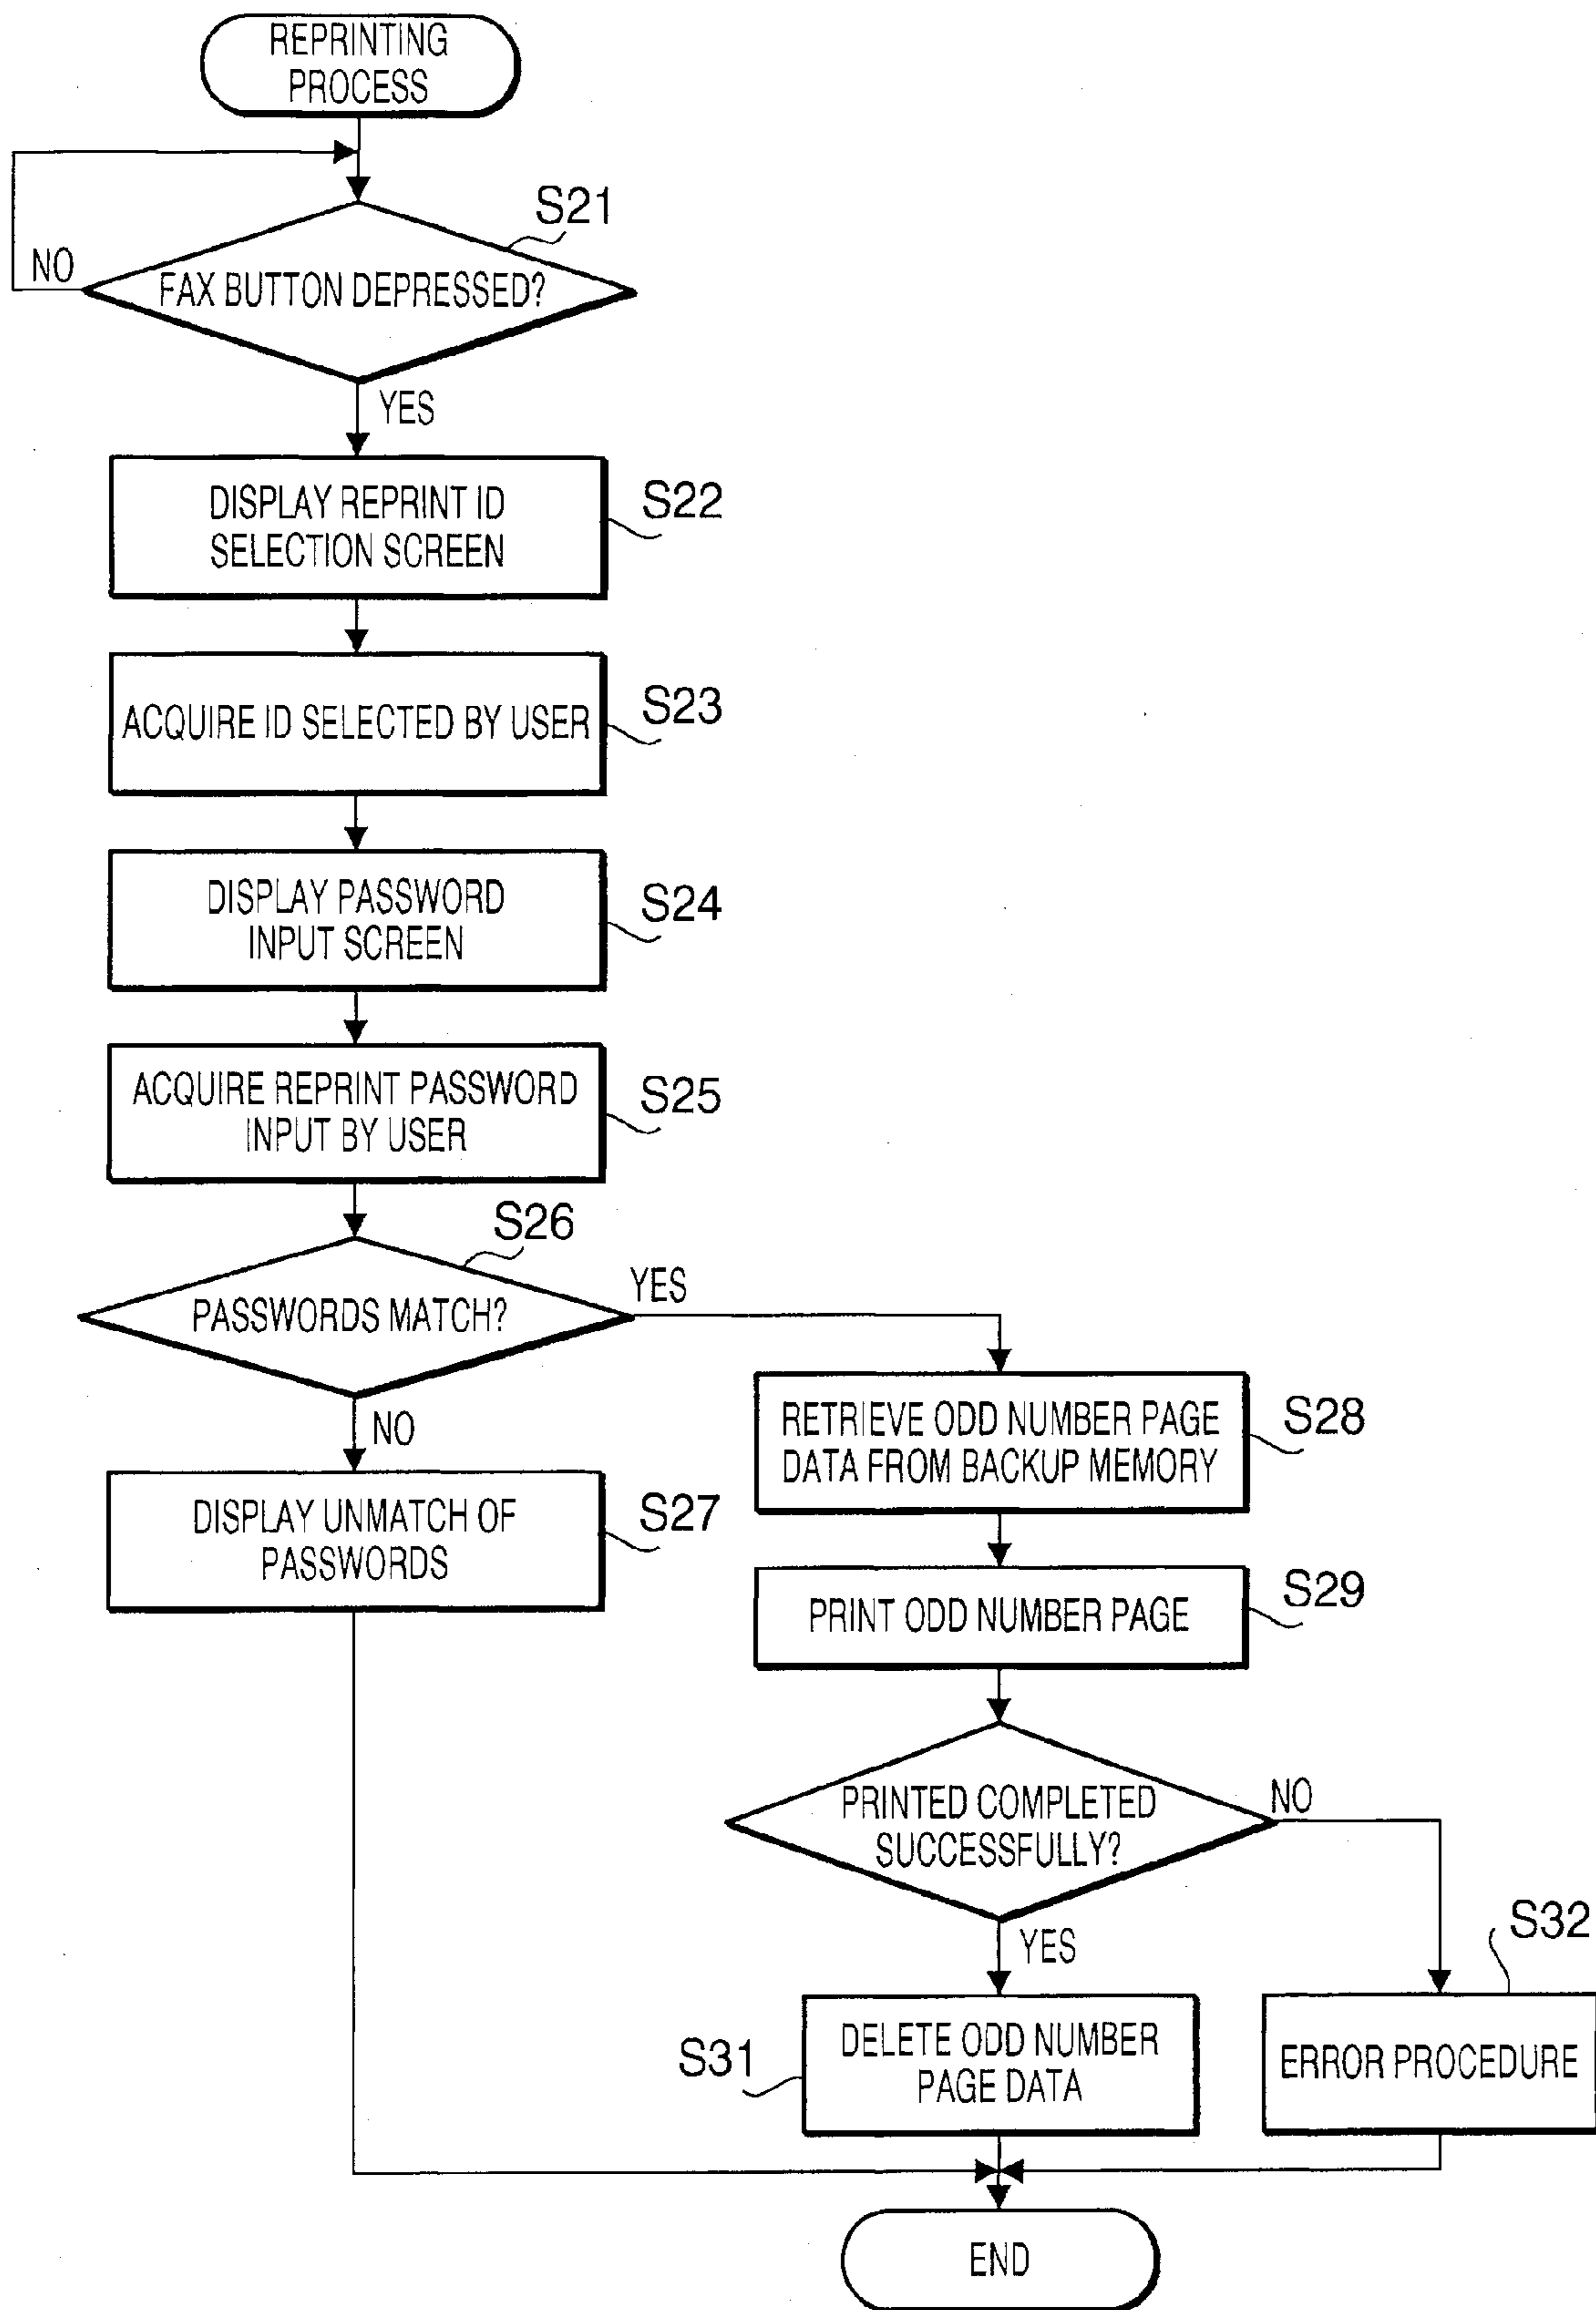 REPRINTING
PROCESS
S21
NO
FAX BUTTON DEPRESSED?
YES
DISPLAY REPRINT ID
SELECTION SCREEN
S22
ACQUIRE ID SELECTED BY USER
S23
DISPLAY PASSWORD
INPUT SCREEN
S24
ACQUIRE REPRINT PASSWORD
INPUT BY USER
S25
S26
PASSWORDS MATCH?
YES
NO
DISPLAY UNMATCH OF
PASSWORDS
S27
RETRIEVE ODD NUMBER PAGE
DATA FROM BACKUP MEMORY
S28
PRINT ODD NUMBER PAGE
S29
PRINTED COMPLETED
SUCCESSFULLY?
NO
YES
S31
DELETE ODD NUMBER
PAGE DATA
S32
ERROR PROCEDURE
END